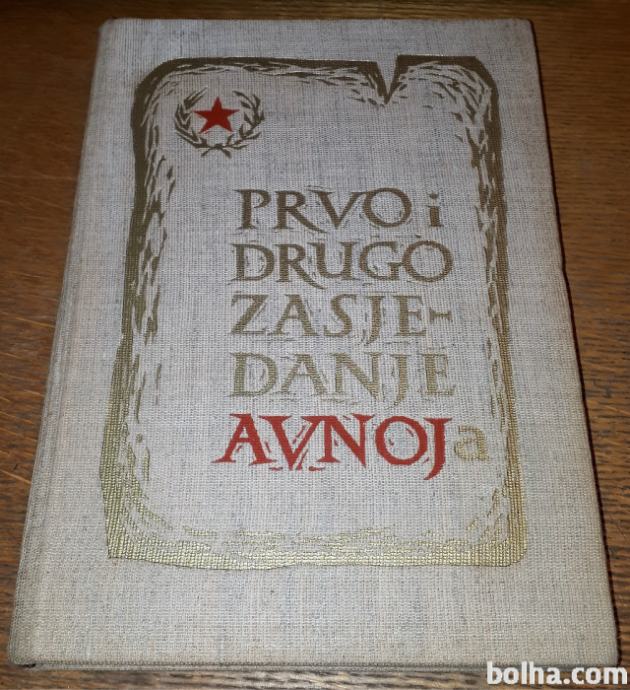 PRVO i
DRUGO
ZASJE-
DANJE
AVNOJa
bolha.com